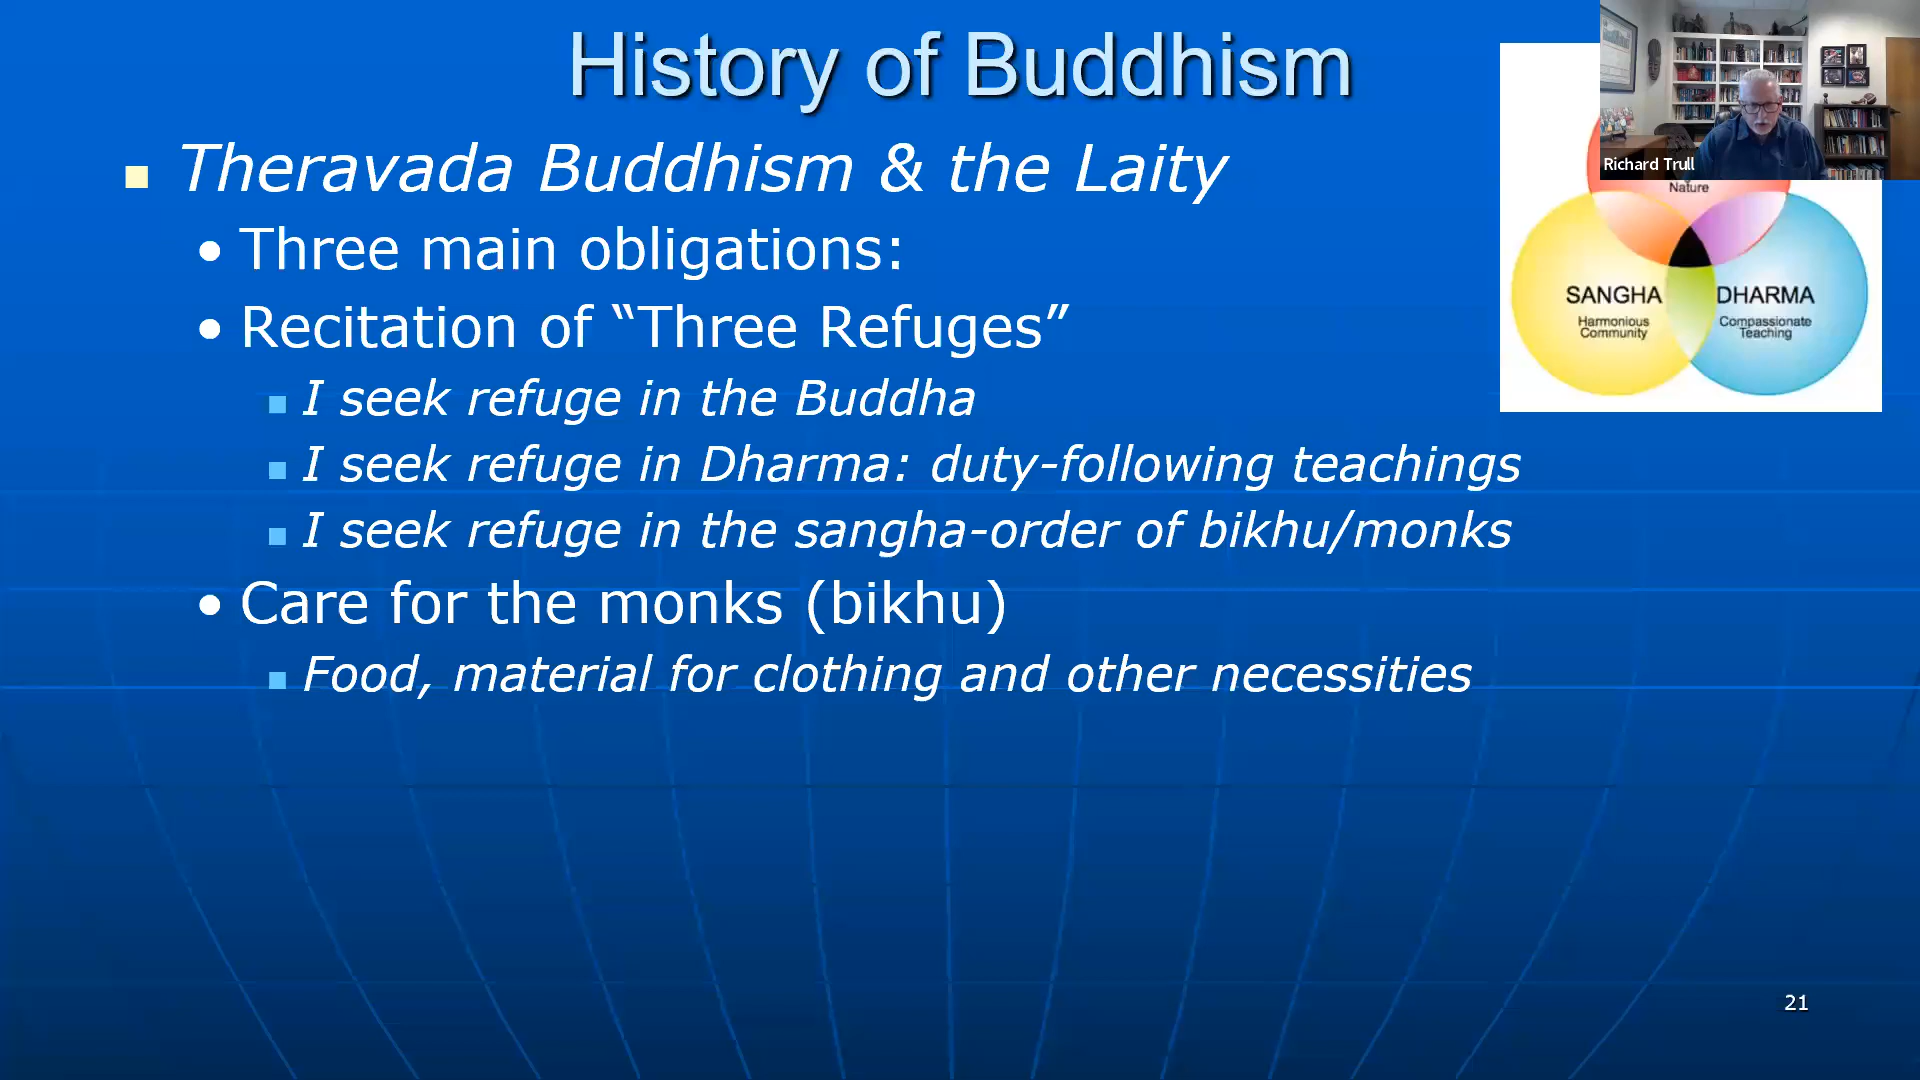 History of Buddhism
Theravada Buddhism & the Laity
Three main obligations:
Recitation of “Three Refuges”
I seek refuge in the Buddha
I seek refuge in Dharma: duty-following teachings
I seek refuge in the sangha-order of bikhu/monks
Care for the monks (bikhu)
Food, material for clothing and other necessities
Richard Trull
Nature
SANGHA
Harmonious
Community
DHARMA
Compassionate
Teaching
21